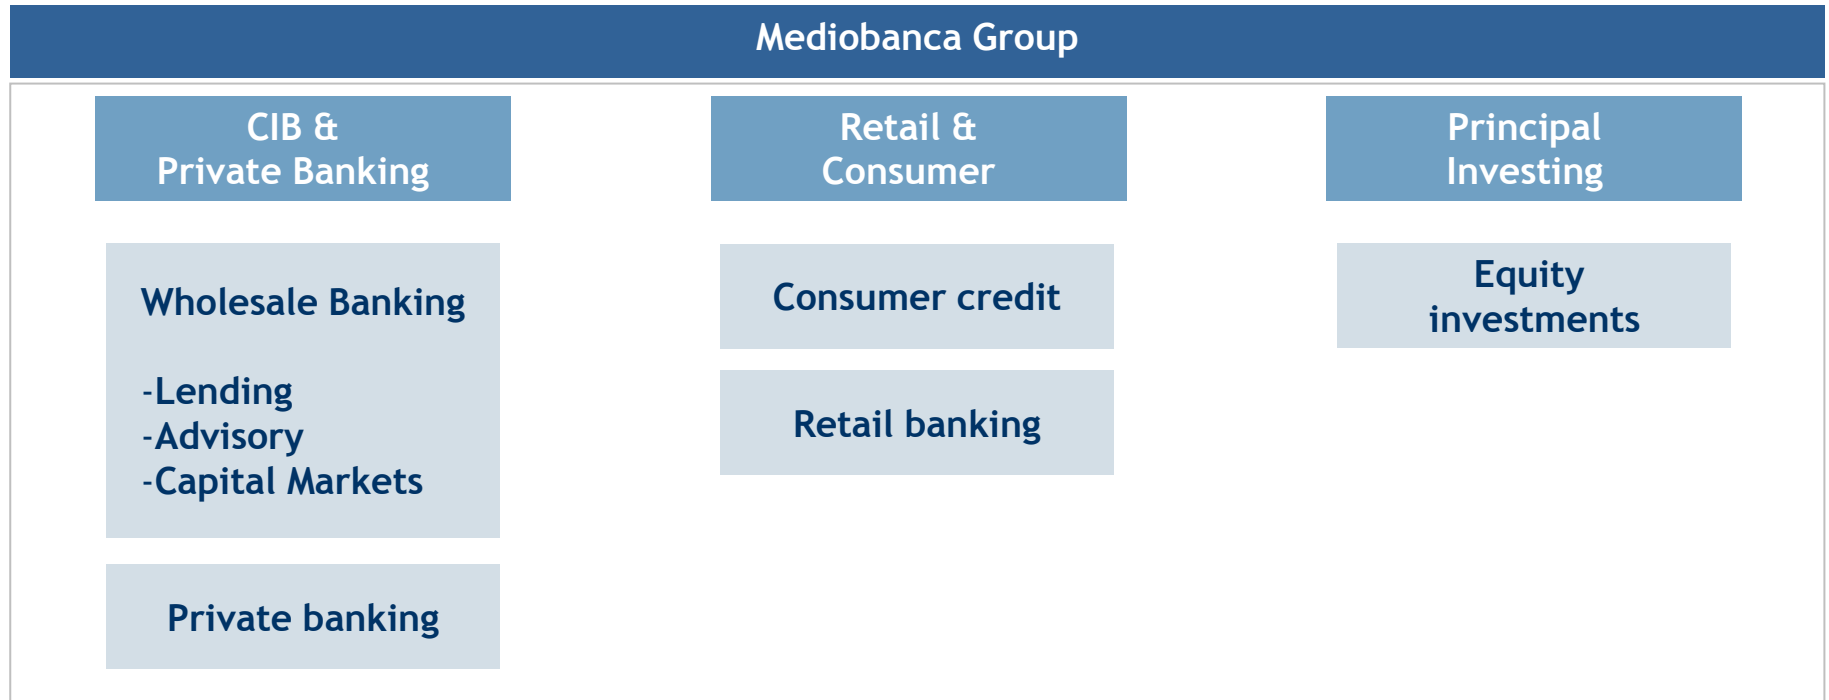 Mediobanca Group
CIB &
Private Banking
Retail &
Consumer
Principal
Investing
Wholesale Banking
-Lending
-Advisory
-Capital Markets
Private banking
Consumer credit
Retail banking
Equity
investments